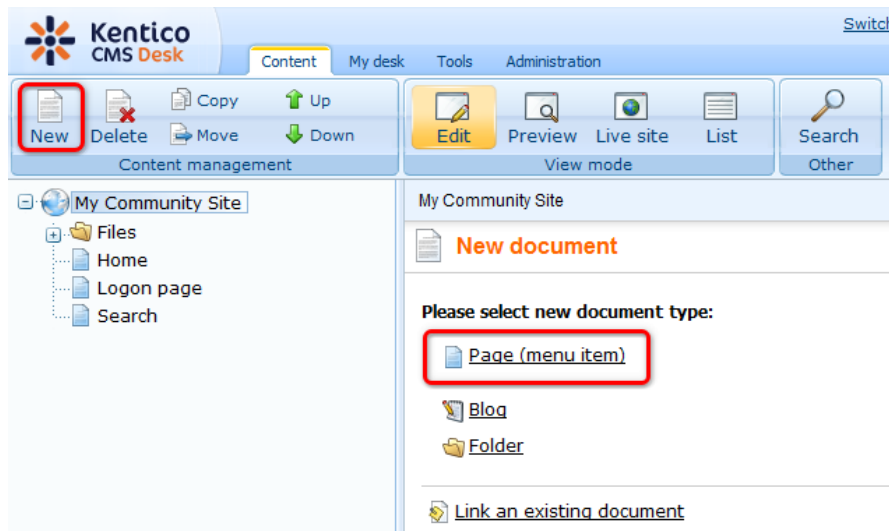 Kentico
CMS Desk
Switch
Content My desk Tools Administration
New Delete Copy Move Up Down
Content management
Edit Preview Live site List
View mode
Search
Other
My Community Site
Files
Home
Logon page
Search
My Community Site
New document
Please select new document type:
Page (menu item)
Blog
Folder
Link an existing document